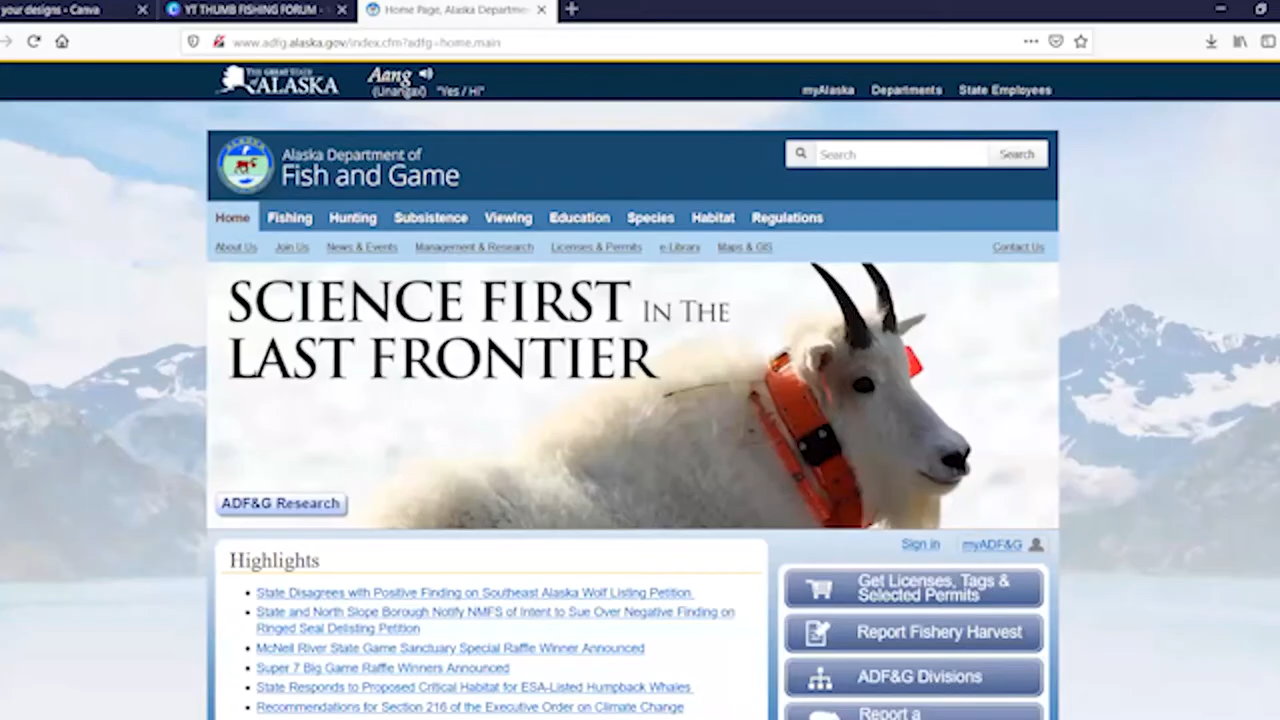 your designs - Canva
YT THUMB FISHING FORUM -
Home Page, Alaska Departme
www.adfg.alaska.gov/index.cfm?adfg=home.main
THE GREAT STATE
of ALASKA
Aang
(Unangax̂) "Yes / Hi"
myAlaska Departments State Employees
Alaska Department of
Fish and Game
Search Search
Home Fishing Hunting Subsistence Viewing Education Species Habitat Regulations
About Us Join Us News & Events Management & Research Licenses & Permits e-Library Maps & GIS Contact Us
SCIENCE FIRST IN THE
LAST FRONTIER
ADF&G Research
Sign in myADF&G
Highlights
State Disagrees with Positive Finding on Southeast Alaska Wolf Listing Petition
State and North Slope Borough Notify NMFS of Intent to Sue Over Negative Finding on
Ringed Seal Delisting Petition
McNeil River State Game Sanctuary Special Raffle Winner Announced
Super 7 Big Game Raffle Winners Announced
State Responds to Proposed Critical Habitat for ESA-Listed Humpback Whales
Recommendations for Section 216 of the Executive Order on Climate Change
Get Licenses, Tags &
Selected Permits
Report Fishery Harvest
ADF&G Divisions
Report a